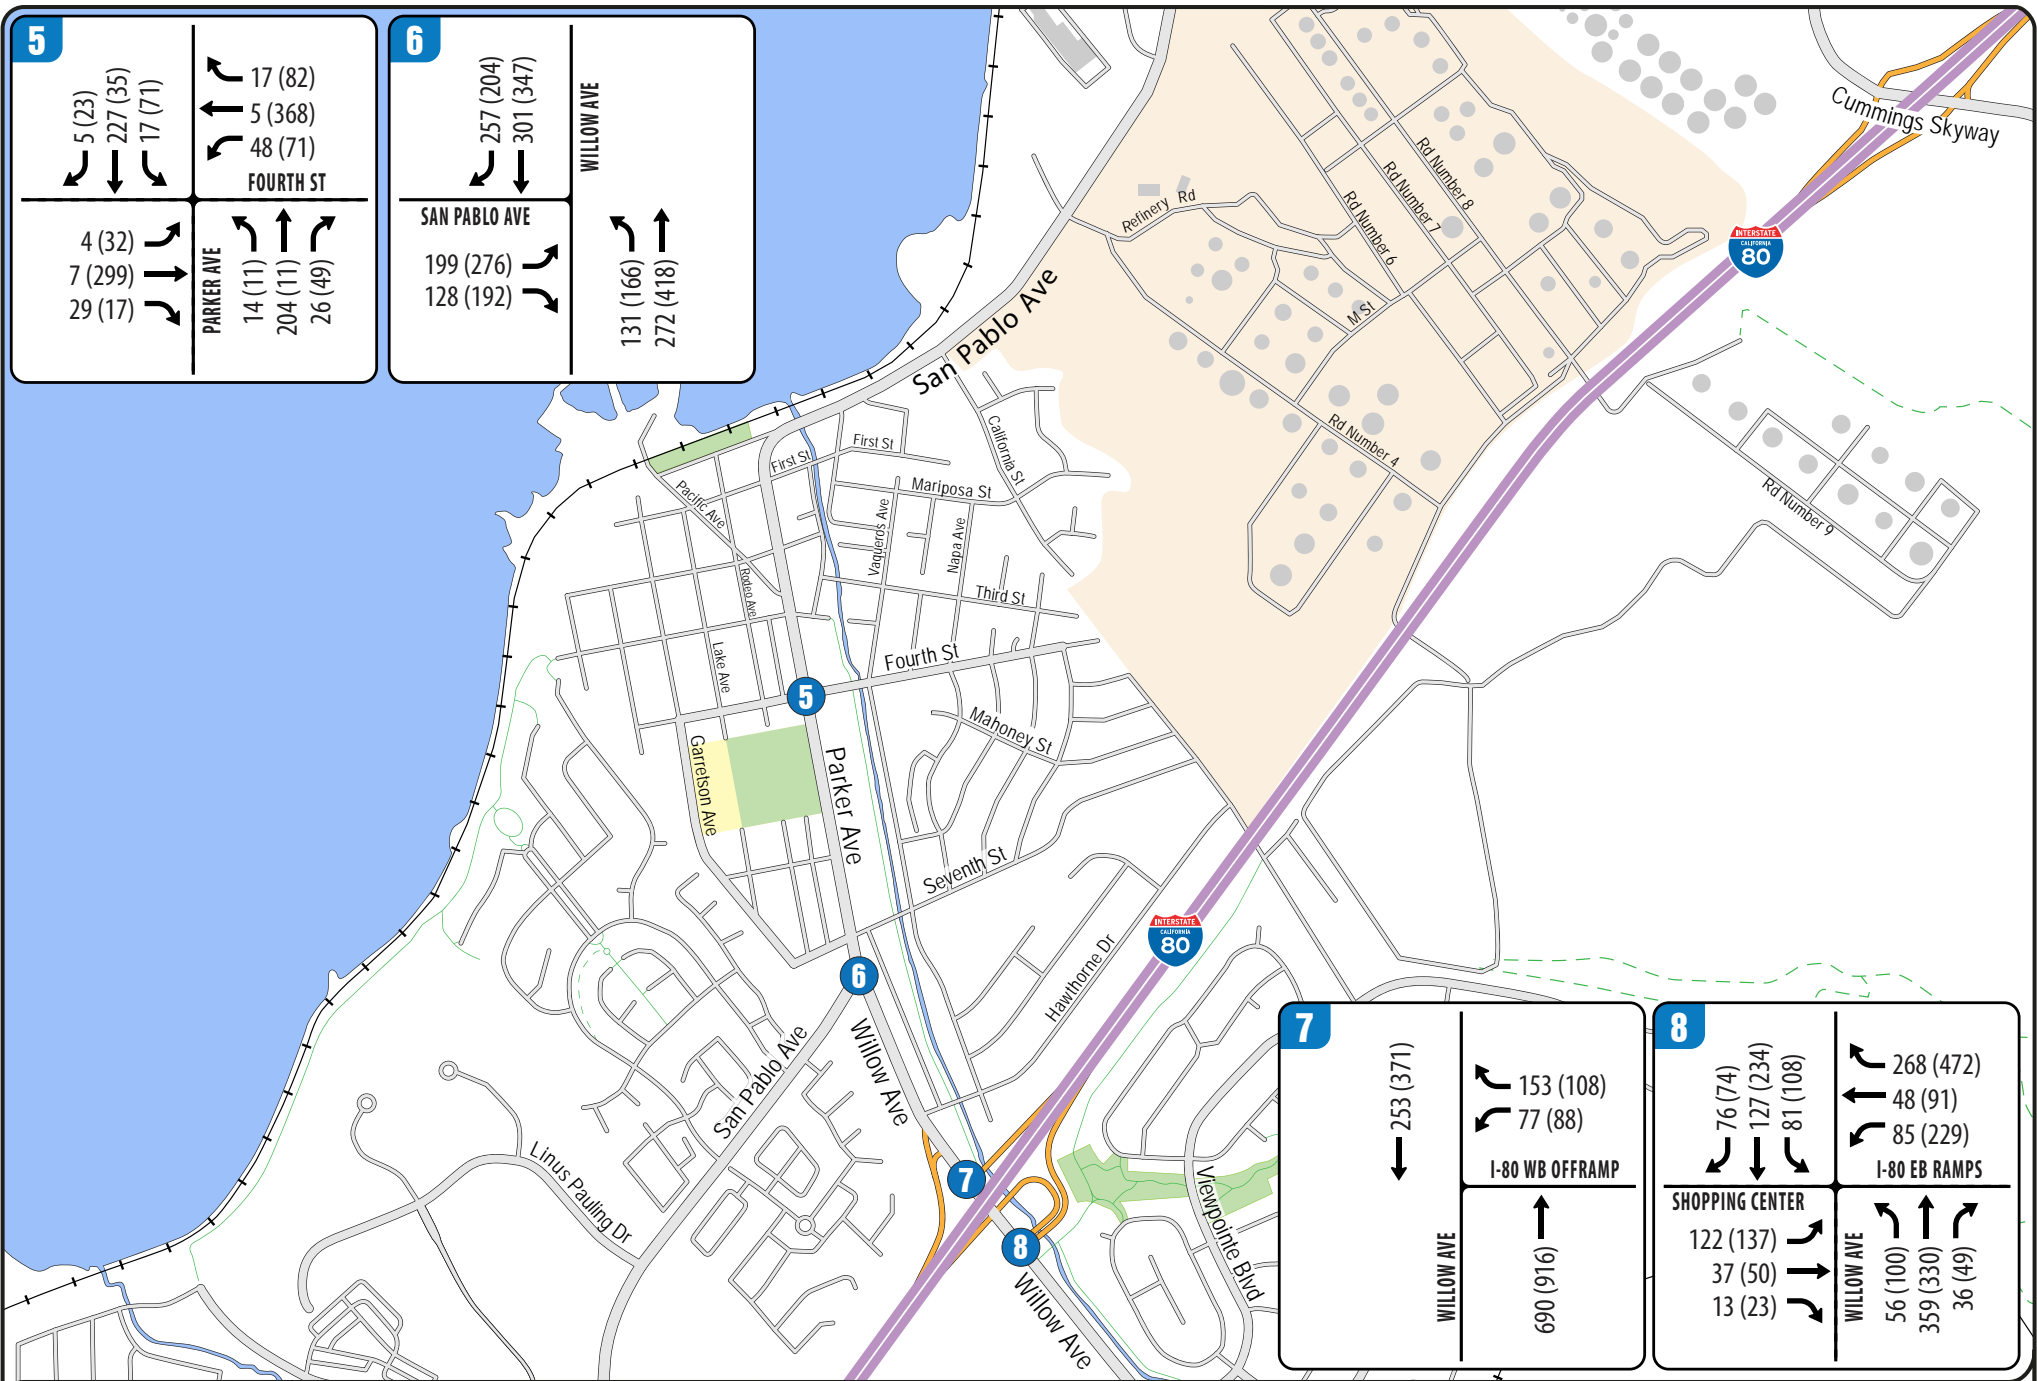 5
5 (23)
227 (35)
17 (71)
17 (82)
5 (368)
48 (71)
FOURTH ST
4 (32)
7 (299)
29 (17)
PARKER AVE
14 (11)
204 (11)
26 (49)
6
257 (204)
301 (347)
WILLOW AVE
SAN PABLO AVE
199 (276)
128 (192)
131 (166)
272 (418)
Cummings Skyway
INTERSTATE
CALIFORNIA
80
Refinery Rd
Rd Number 8
Rd Number 7
Rd Number 6
M St
San Pablo Ave
Rd Number 4
Rd Number 9
First St
First St
California St
Mariposa St
Pacific Ave
Vaqueros Ave
Napa Ave
Rodeo Ave
Third St
Lake Ave
Fourth St
5
Mahoney St
Garretson Ave
Parker Ave
Seventh St
INTERSTATE
CALIFORNIA
80
Hawthorne Dr
6
San Pablo Ave
Willow Ave
Linus Pauling Dr
7
8
Viewpointe Blvd
Willow Ave
7
253 (371)
153 (108)
77 (88)
I-80 WB OFFRAMP
WILLOW AVE
690 (916)
8
76 (74)
127 (234)
81 (108)
268 (472)
48 (91)
85 (229)
I-80 EB RAMPS
SHOPPING CENTER
122 (137)
37 (50)
13 (23)
WILLOW AVE
56 (100)
359 (330)
36 (49)